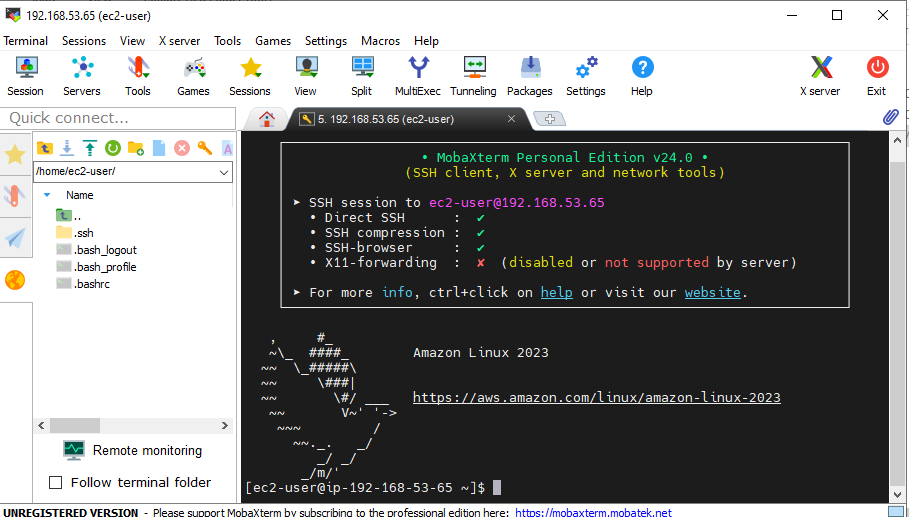 192.168.53.65 (ec2-user)
Terminal Sessions View X server Tools Games Settings Macros Help
Session Servers Tools Games Sessions View Split MultiExec Tunneling Packages Settings Help X server Exit
Quick connect...
5. 192.168.53.65 (ec2-user)
/home/ec2-user/
Name
..
.ssh
.bash_logout
.bash_profile
.bashrc
Remote monitoring
Follow terminal folder
• MobaXterm Personal Edition v24.0 •
(SSH client, X server and network tools)
➤ SSH session to ec2-user@192.168.53.65
• Direct SSH : ✔
• SSH compression : ✔
• SSH-browser : ✔
• X11-forwarding : ✘ (disabled or not supported by server)
➤ For more info, ctrl+click on help or visit our website.
   ,     #_
   ~\_  ####_        Amazon Linux 2023
  ~~  \_#####\
  ~~     \###|
  ~~       \#/ ___   https://aws.amazon.com/linux/amazon-linux-2023
   ~~       V~' '->
    ~~~         /
      ~~._.   _/
         _/ _/
       _/m/'
[ec2-user@ip-192-168-53-65 ~]$
UNREGISTERED VERSION - Please support MobaXterm by subscribing to the professional edition here: https://mobaxterm.mobatek.net